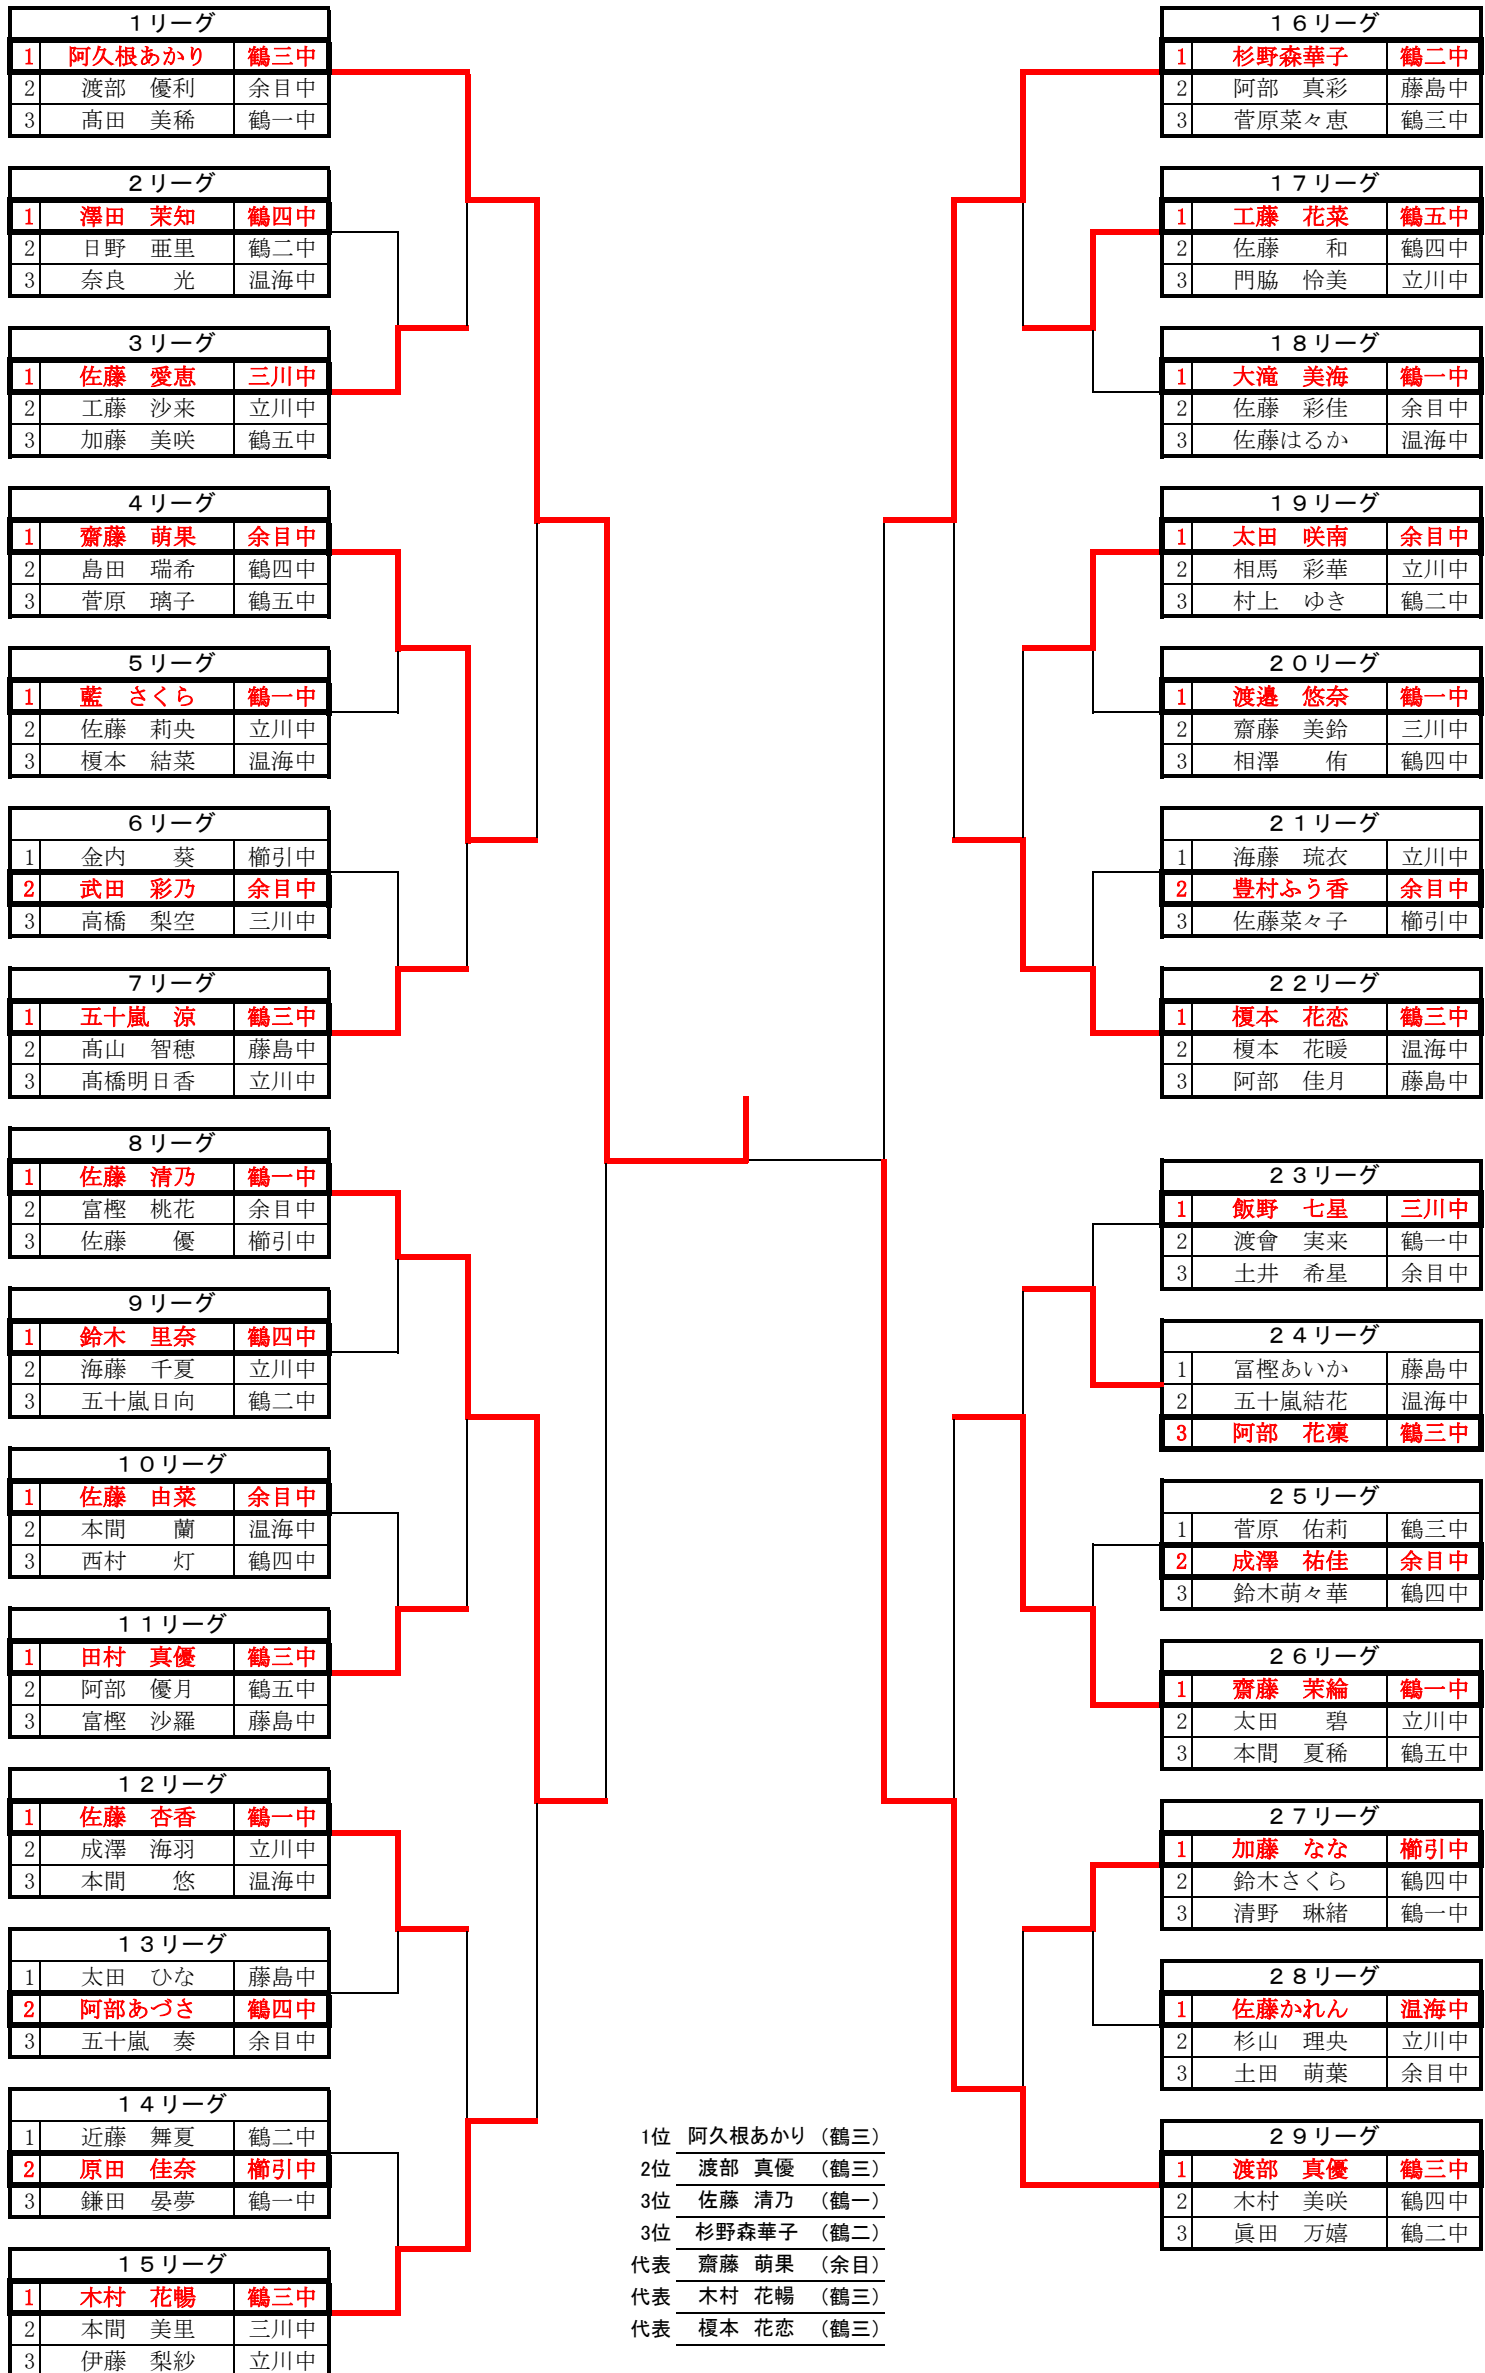 1リーグ
1 阿久根あかり 鶴三中
2 渡部 優利 余目中
3 髙田 美稀 鶴一中
2リーグ
1 澤田 茉知 鶴四中
2 日野 亜里 鶴二中
3 奈良 光 温海中
3リーグ
1 佐藤 愛恵 三川中
2 工藤 沙来 立川中
3 加藤 美咲 鶴五中
4リーグ
1 齋藤 萌果 余目中
2 島田 瑞希 鶴四中
3 菅原 璃子 鶴五中
5リーグ
1 藍 さくら 鶴一中
2 佐藤 莉央 立川中
3 榎本 結菜 温海中
6リーグ
1 金内 葵 櫛引中
2 武田 彩乃 余目中
3 高橋 梨空 三川中
7リーグ
1 五十嵐 涼 鶴三中
2 髙山 智穂 藤島中
3 髙橋明日香 立川中
8リーグ
1 佐藤 清乃 鶴一中
2 富樫 桃花 余目中
3 佐藤 優 櫛引中
9リーグ
1 鈴木 里奈 鶴四中
2 海藤 千夏 立川中
3 五十嵐日向 鶴二中
10リーグ
1 佐藤 由菜 余目中
2 本間 蘭 温海中
3 西村 灯 鶴四中
11リーグ
1 田村 真優 鶴三中
2 阿部 優月 鶴五中
3 富樫 沙羅 藤島中
12リーグ
1 佐藤 杏香 鶴一中
2 成澤 海羽 立川中
3 本間 悠 温海中
13リーグ
1 太田 ひな 藤島中
2 阿部あづさ 鶴四中
3 五十嵐 奏 余目中
14リーグ
1 近藤 舞夏 鶴二中
2 原田 佳奈 櫛引中
3 鎌田 晏夢 鶴一中
15リーグ
1 木村 花暢 鶴三中
2 本間 美里 三川中
3 伊藤 梨紗 立川中
16リーグ
1 杉野森華子 鶴二中
2 阿部 真彩 藤島中
3 菅原菜々恵 鶴三中
17リーグ
1 工藤 花菜 鶴五中
2 佐藤 和 鶴四中
3 門脇 怜美 立川中
18リーグ
1 大滝 美海 鶴一中
2 佐藤 彩佳 余目中
3 佐藤はるか 温海中
19リーグ
1 太田 咲南 余目中
2 相馬 彩華 立川中
3 村上 ゆき 鶴二中
20リーグ
1 渡邉 悠奈 鶴一中
2 齋藤 美鈴 三川中
3 相澤 侑 鶴四中
21リーグ
1 海藤 琉衣 立川中
2 豊村ふう香 余目中
3 佐藤菜々子 櫛引中
22リーグ
1 榎本 花恋 鶴三中
2 榎本 花暖 温海中
3 阿部 佳月 藤島中
23リーグ
1 飯野 七星 三川中
2 渡會 実来 鶴一中
3 土井 希星 余目中
24リーグ
1 冨樫あいか 藤島中
2 五十嵐結花 温海中
3 阿部 花凜 鶴三中
25リーグ
1 菅原 佑莉 鶴三中
2 成澤 祐佳 余目中
3 鈴木萌々華 鶴四中
26リーグ
1 齋藤 茉綸 鶴一中
2 太田 碧 立川中
3 本間 夏稀 鶴五中
27リーグ
1 加藤 なな 櫛引中
2 鈴木さくら 鶴四中
3 清野 琳緒 鶴一中
28リーグ
1 佐藤かれん 温海中
2 杉山 理央 立川中
3 土田 萌葉 余目中
29リーグ
1 渡部 真優 鶴三中
2 木村 美咲 鶴四中
3 眞田 万嬉 鶴二中
1位 阿久根あかり (鶴三)
2位 渡部 真優 (鶴三)
3位 佐藤 清乃 (鶴一)
3位 杉野森華子 (鶴二)
代表 齋藤 萌果 (余目)
代表 木村 花暢 (鶴三)
代表 榎本 花恋 (鶴三)